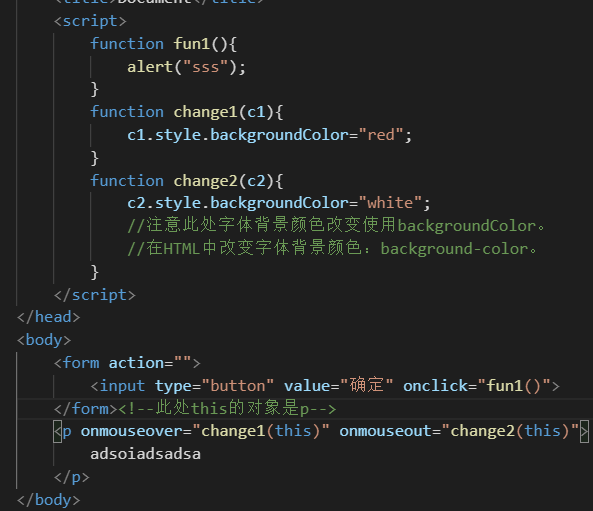 <title>Document</title>
<script>
function fun1(){
alert("sss");
}
function change1(c1){
c1.style.backgroundColor="red";
}
function change2(c2){
c2.style.backgroundColor="white";
//注意此处字体背景颜色改变使用backgroundColor。
//在HTML中改变字体背景颜色：background-color。
}
</script>
</head>
<body>
<form action="">
<input type="button" value="确定" onclick="fun1()">
</form><!--此处this的对象是p-->
<p onmouseover="change1(this)" onmouseout="change2(this)">
adsoiadsadsa
</p>
</body>